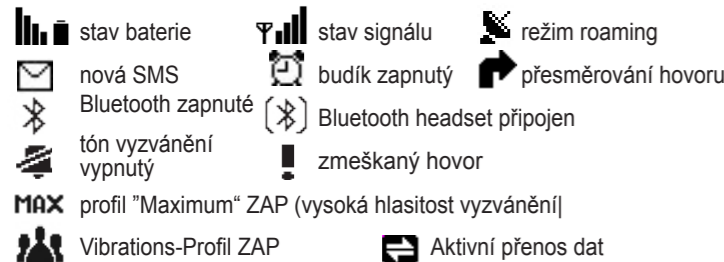 stav baterie stav signálu režim roaming
nová SMS budík zapnutý přesměrování hovoru
Bluetooth zapnuté Bluetooth headset připojen
tón vyzvánění
vypnutý zmeškaný hovor
MAX profil ”Maximum“ ZAP (vysoká hlasitost vyzvánění|
Vibrations-Profil ZAP Aktivní přenos dat